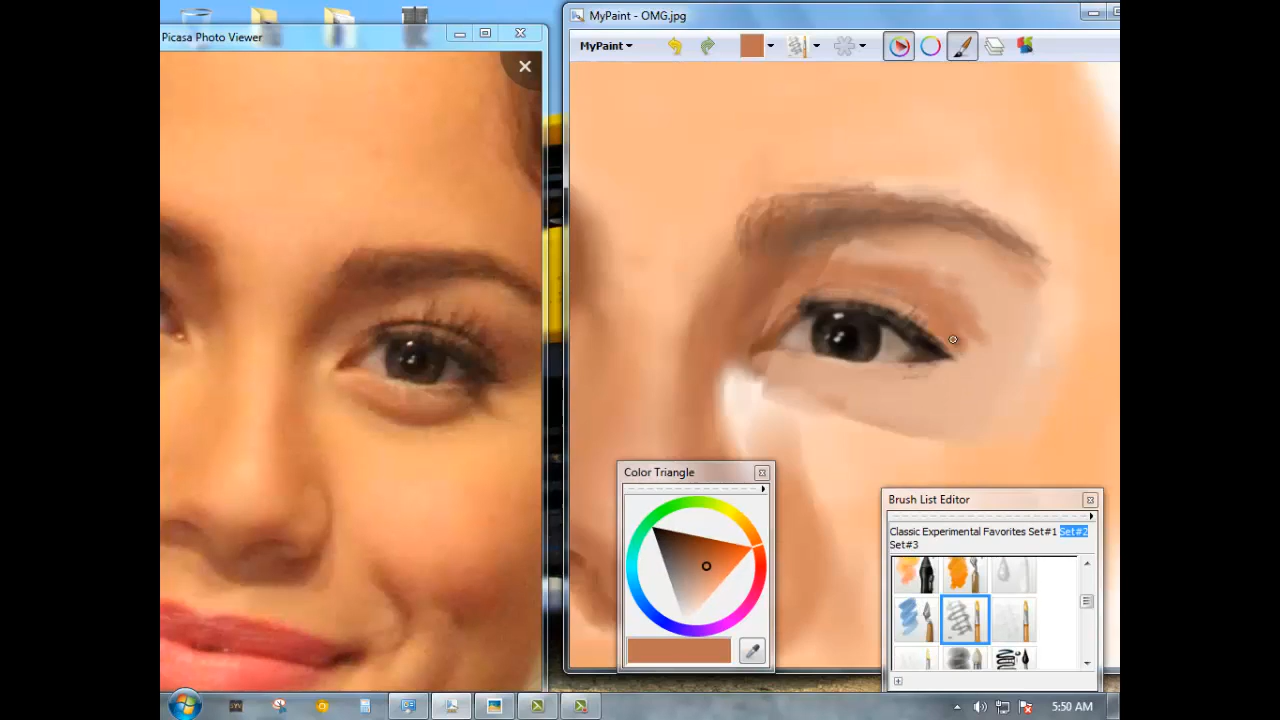 Picasa Photo Viewer
MyPaint - OMG.jpg
MyPaint
Color Triangle
Brush List Editor
Classic Experimental Favorites Set#1 Set#2
Set#3
5:50 AM